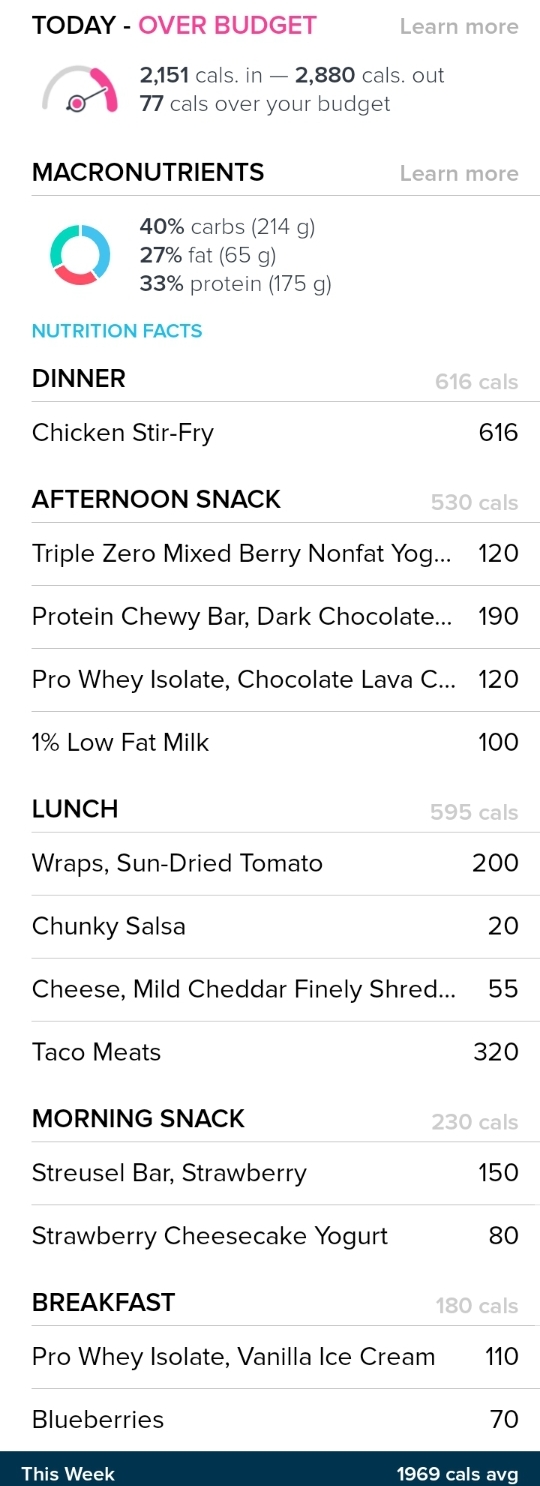 TODAY - OVER BUDGET Learn more
2,151 cals. in — 2,880 cals. out
77 cals over your budget
MACRONUTRIENTS Learn more
40% carbs (214 g)
27% fat (65 g)
33% protein (175 g)
NUTRITION FACTS
DINNER 616 cals
Chicken Stir-Fry 616
AFTERNOON SNACK 530 cals
Triple Zero Mixed Berry Nonfat Yog... 120
Protein Chewy Bar, Dark Chocolate... 190
Pro Whey Isolate, Chocolate Lava C... 120
1% Low Fat Milk 100
LUNCH 595 cals
Wraps, Sun-Dried Tomato 200
Chunky Salsa 20
Cheese, Mild Cheddar Finely Shred... 55
Taco Meats 320
MORNING SNACK 230 cals
Streusel Bar, Strawberry 150
Strawberry Cheesecake Yogurt 80
BREAKFAST 180 cals
Pro Whey Isolate, Vanilla Ice Cream 110
Blueberries 70
This Week 1969 cals avg